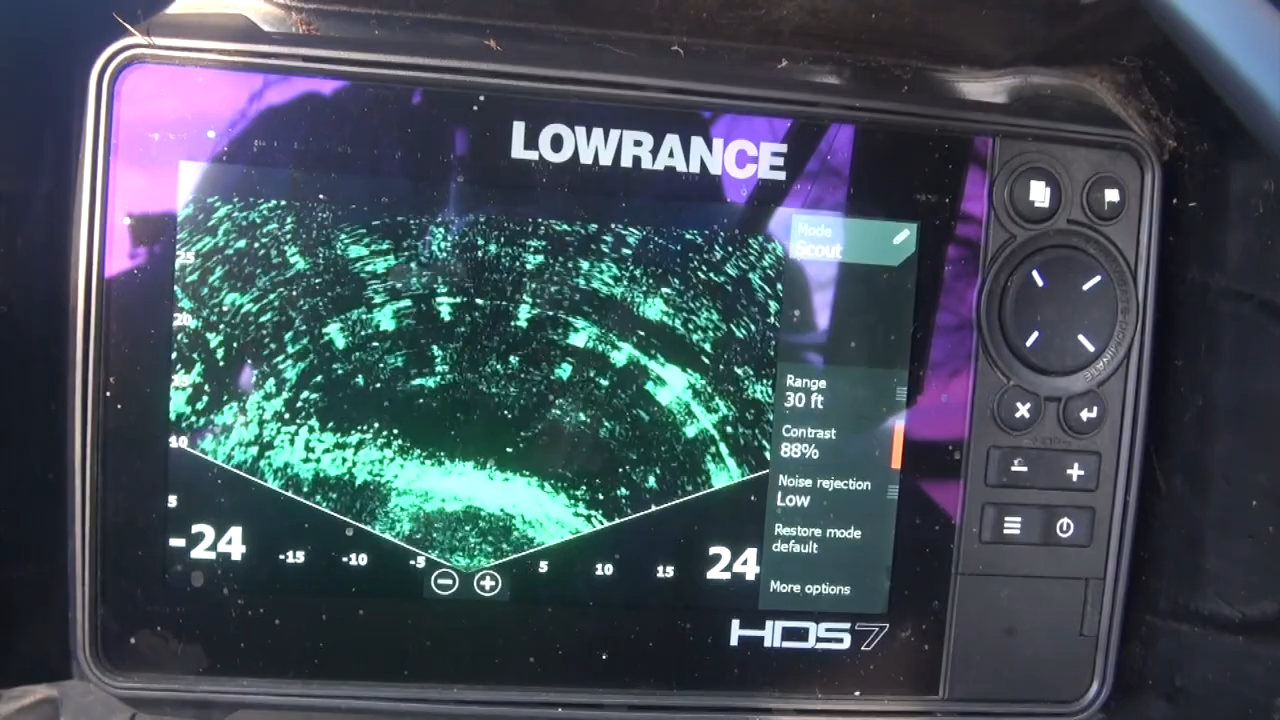 LOWRANCE
Mode
Scout
25
20
10
5
-24
-15
-10
-5
5
10
15
24
Range
30 ft
Contrast
88%
Noise rejection
Low
Restore mode
default
More options
HDS7